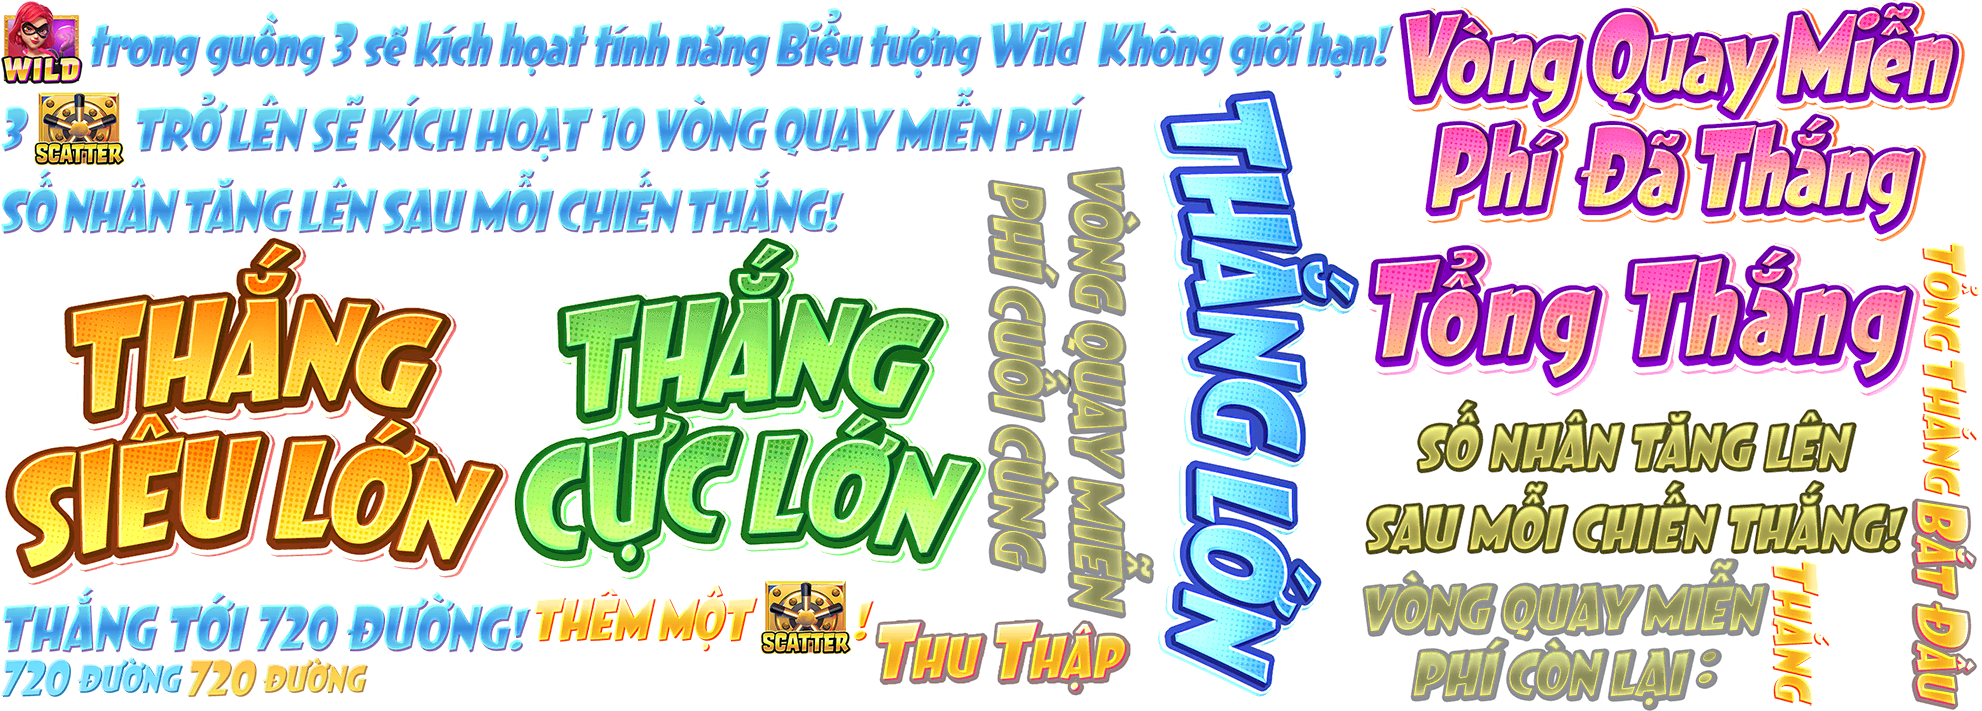 WILD trong guồng 3 sẽ kích hoạt tính năng Biểu tượng Wild Không giới hạn!
3 SCATTER TRỞ LÊN SẼ KÍCH HOẠT 10 VÒNG QUAY MIỄN PHÍ
SỐ NHÂN TĂNG LÊN SAU MỖI CHIẾN THẮNG!
THẮNG
SIÊU LỚN
THẮNG
CỰC LỚN
VÒNG QUAY MIỄN
PHÍ CUỐI CÙNG
THẮNG LỚN
Vòng Quay Miễn
Phí Đã Thắng
Tổng Thắng
TỔNG THẮNG
SỐ NHÂN TĂNG LÊN
SAU MỖI CHIẾN THẮNG!
VÒNG QUAY MIỄN
PHÍ CÒN LẠI :
THẮNG
BẮT ĐẦU
THẮNG TỚI 720 ĐƯỜNG!
THÊM MỘT SCATTER !
THU THẬP
720 ĐƯỜNG 720 ĐƯỜNG